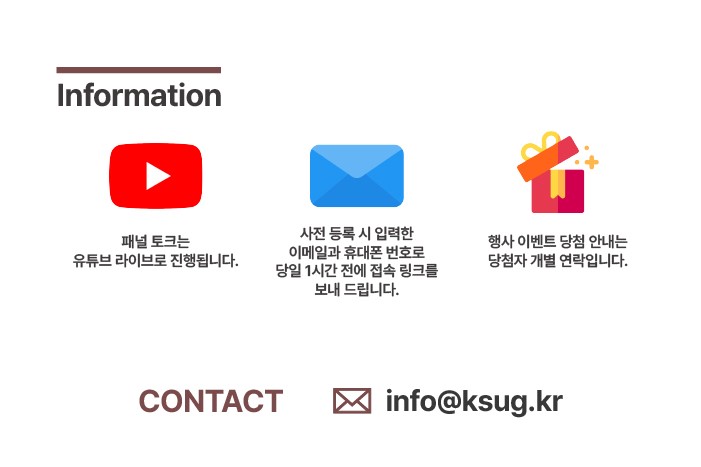 Information
패널 토크는
유튜브 라이브로 진행됩니다.
사전 등록 시 입력한
이메일과 휴대폰 번호로
당일 1시간 전에 접속 링크를
보내 드립니다.
행사 이벤트 당첨 안내는
당첨자 개별 연락입니다.
CONTACT
info@ksug.kr